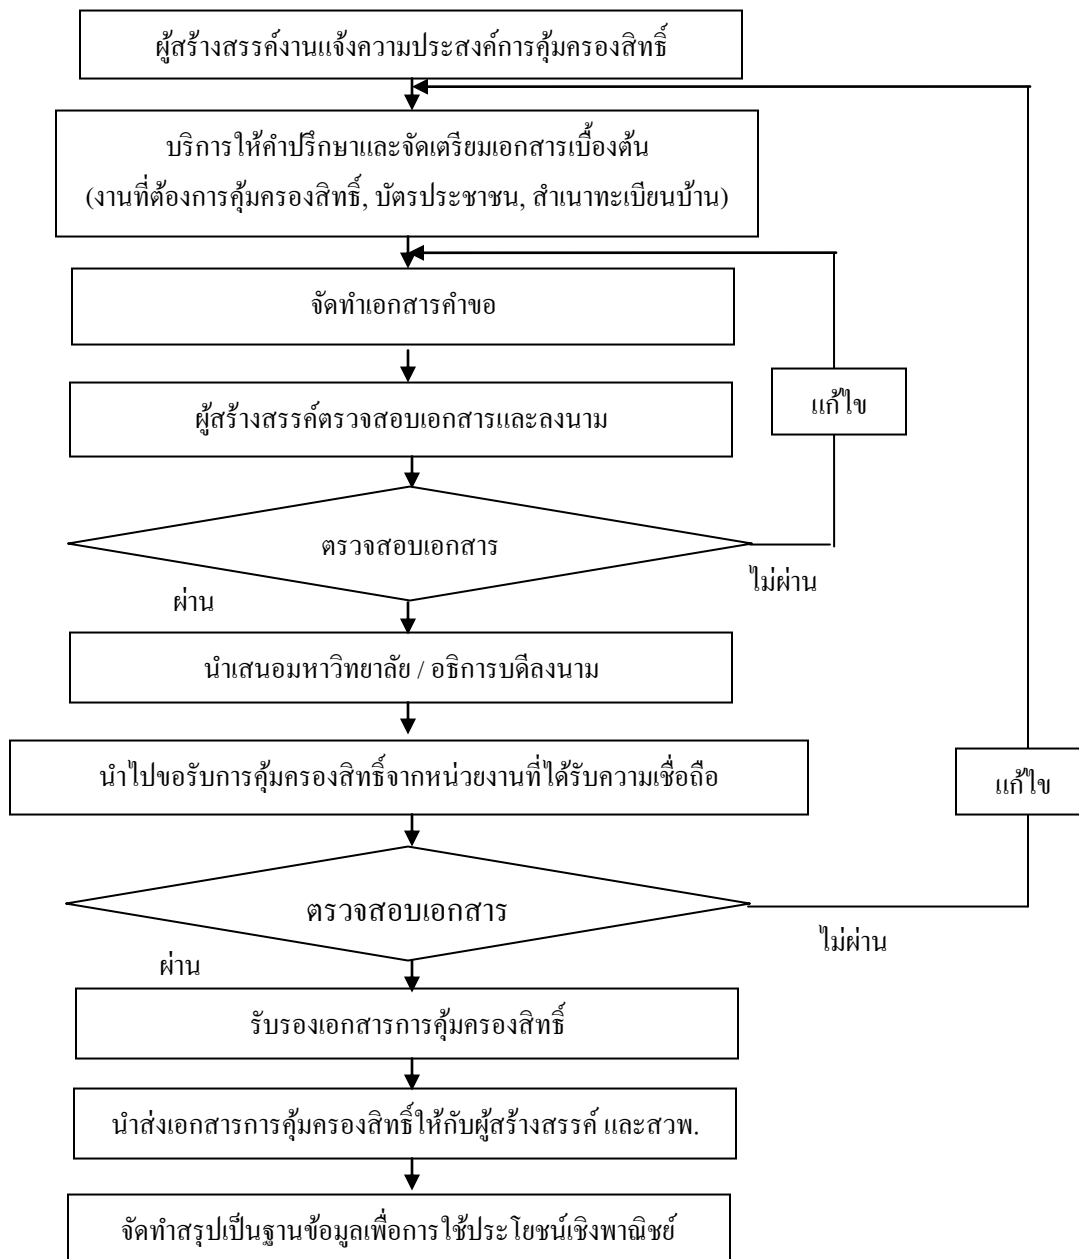 ผู้สร้างสรรค์งานแจ้งความประสงค์การคุ้มครองสิทธิ์
บริการให้คำปรึกษาและจัดเตรียมเอกสารเบื้องต้น
(งานที่ต้องการคุ้มครองสิทธิ์, บัตรประชาชน, สำเนาทะเบียนบ้าน)
จัดทำเอกสารคำขอ
แก้ไข
ผู้สร้างสรรค์ตรวจสอบเอกสารและลงนาม
ตรวจสอบเอกสาร
ไม่ผ่าน
ผ่าน
นำเสนอมหาวิทยาลัย / อธิการบดีลงนาม
นำไปขอรับการคุ้มครองสิทธิ์จากหน่วยงานที่ได้รับความเชื่อถือ
แก้ไข
ตรวจสอบเอกสาร
ไม่ผ่าน
ผ่าน
รับรองเอกสารการคุ้มครองสิทธิ์
นำส่งเอกสารการคุ้มครองสิทธิ์ให้กับผู้สร้างสรรค์ และสวพ.
จัดทำสรุปเป็นฐานข้อมูลเพื่อการใช้ประโยชน์เชิงพาณิชย์